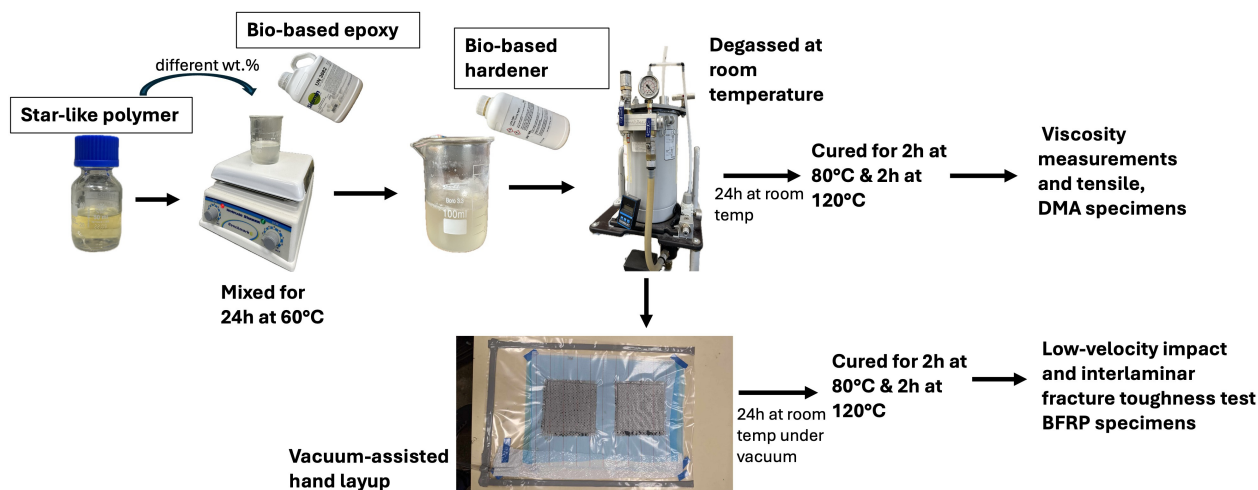 Bio-based epoxy
different wt.%
Star-like polymer
Bio-based
hardener
Degassed at
room
temperature
100ml
Mixed for
24h at 60°C
24h at room
temp
Cured for 2h at
80°C & 2h at
120°C
Viscosity
measurements
and tensile,
DMA specimens
Vacuum-assisted
hand layup
24h at room
temp under
vacuum
Cured for 2h at
80°C & 2h at
120°C
Low-velocity impact
and interlaminar
fracture toughness test
BFRP specimens